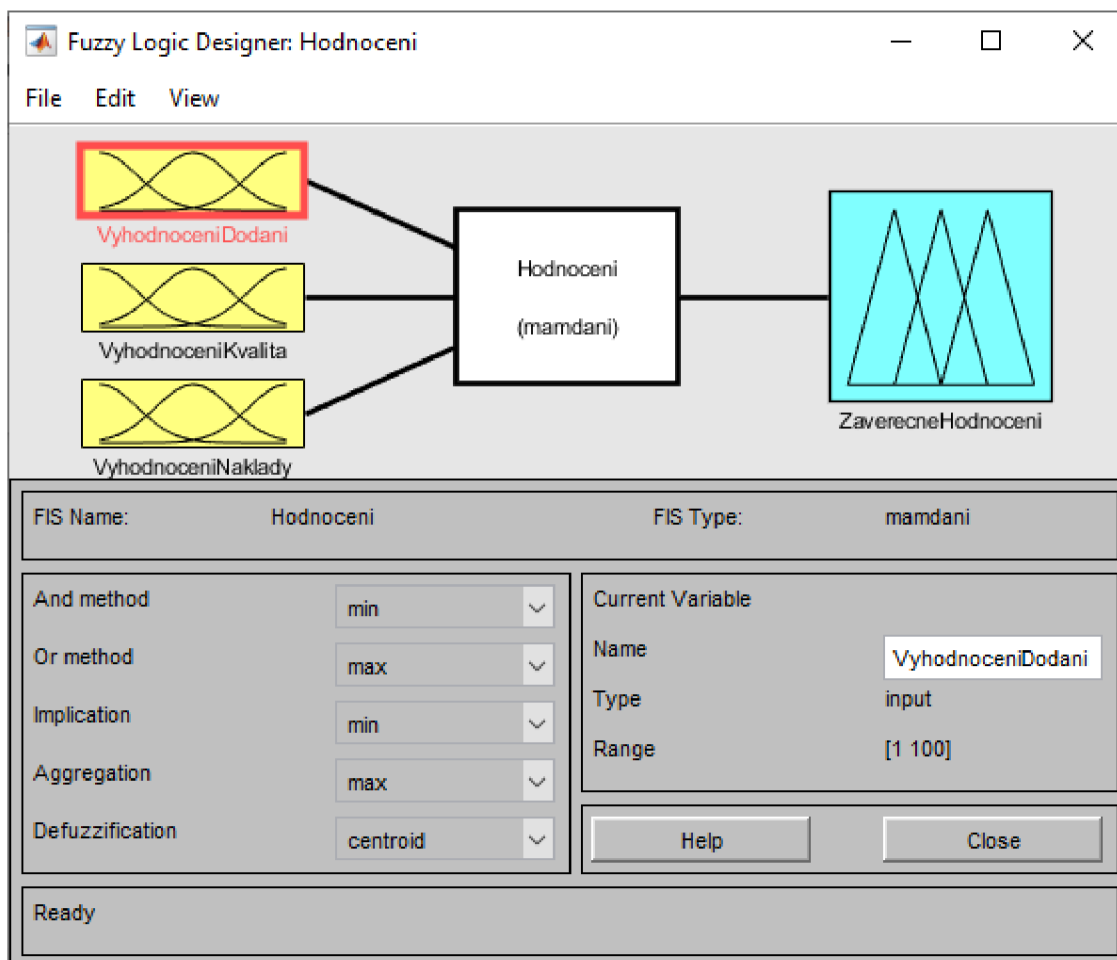 Fuzzy Logic Designer: Hodnoceni
File Edit View
VyhodnoceniDodani
VyhodnoceniKvalita
VyhodnoceniNaklady
Hodnoceni
(mamdani)
ZaverecneHodnoceni
FIS Name: Hodnoceni FIS Type: mamdani
And method min
Or method max
Implication min
Aggregation max
Defuzzification centroid
Current Variable
Name VyhodnoceniDodani
Type input
Range [1 100]
Help Close
Ready